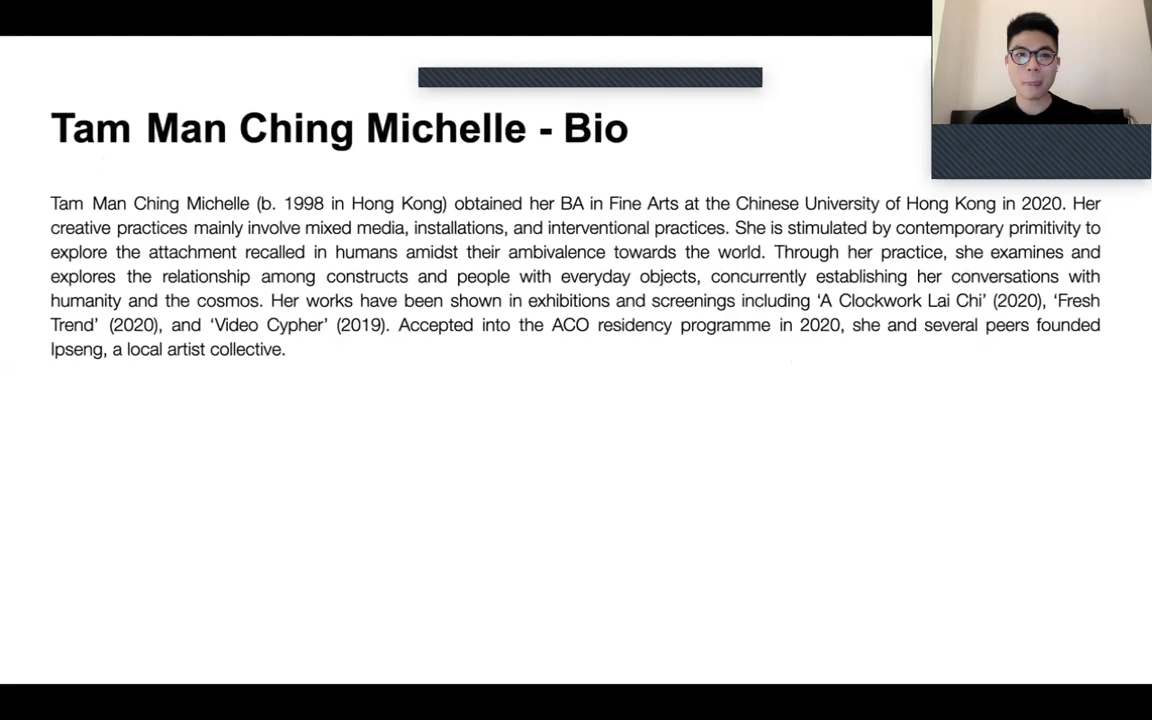 Tam Man Ching Michelle - Bio
Tam Man Ching Michelle (b. 1998 in Hong Kong) obtained her BA in Fine Arts at the Chinese University of Hong Kong in 2020. Her
creative practices mainly involve mixed media, installations, and interventional practices. She is stimulated by contemporary primitivity to
explore the attachment recalled in humans amidst their ambivalence towards the world. Through her practice, she examines and
explores the relationship among constructs and people with everyday objects, concurrently establishing her conversations with
humanity and the cosmos. Her works have been shown in exhibitions and screenings including ‘A Clockwork Lai Chi’ (2020), ‘Fresh
Trend’ (2020), and ‘Video Cypher’ (2019). Accepted into the ACO residency programme in 2020, she and several peers founded
Ipseng, a local artist collective.